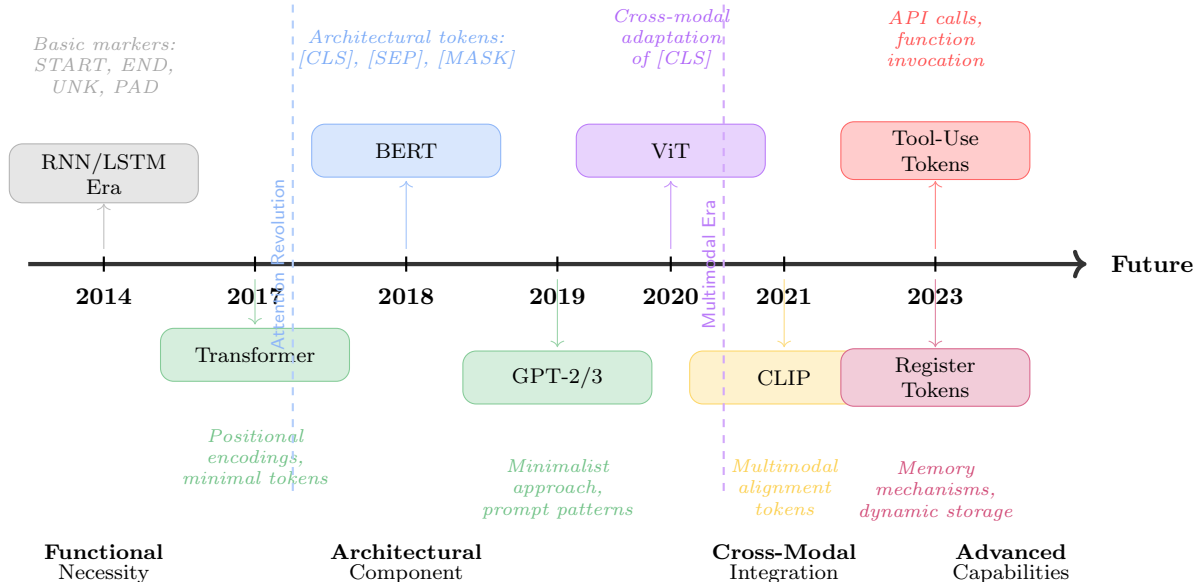 Basic markers:
START, END,
UNK, PAD
Architectural tokens:
[CLS], [SEP], [MASK]
Cross-modal
adaptation
of [CLS]
API calls,
function
invocation
RNN/LSTM
Era
BERT
ViT
Tool-Use
Tokens
Attention Revolution
Multimodal Era
Future
2014
2017
2018
2019
2020
2021
2023
Transformer
GPT-2/3
CLIP
Register
Tokens
Positional
encodings,
minimal tokens
Minimalist
approach,
prompt patterns
Multimodal
alignment
tokens
Memory
mechanisms,
dynamic storage
Functional
Necessity
Architectural
Component
Cross-Modal
Integration
Advanced
Capabilities